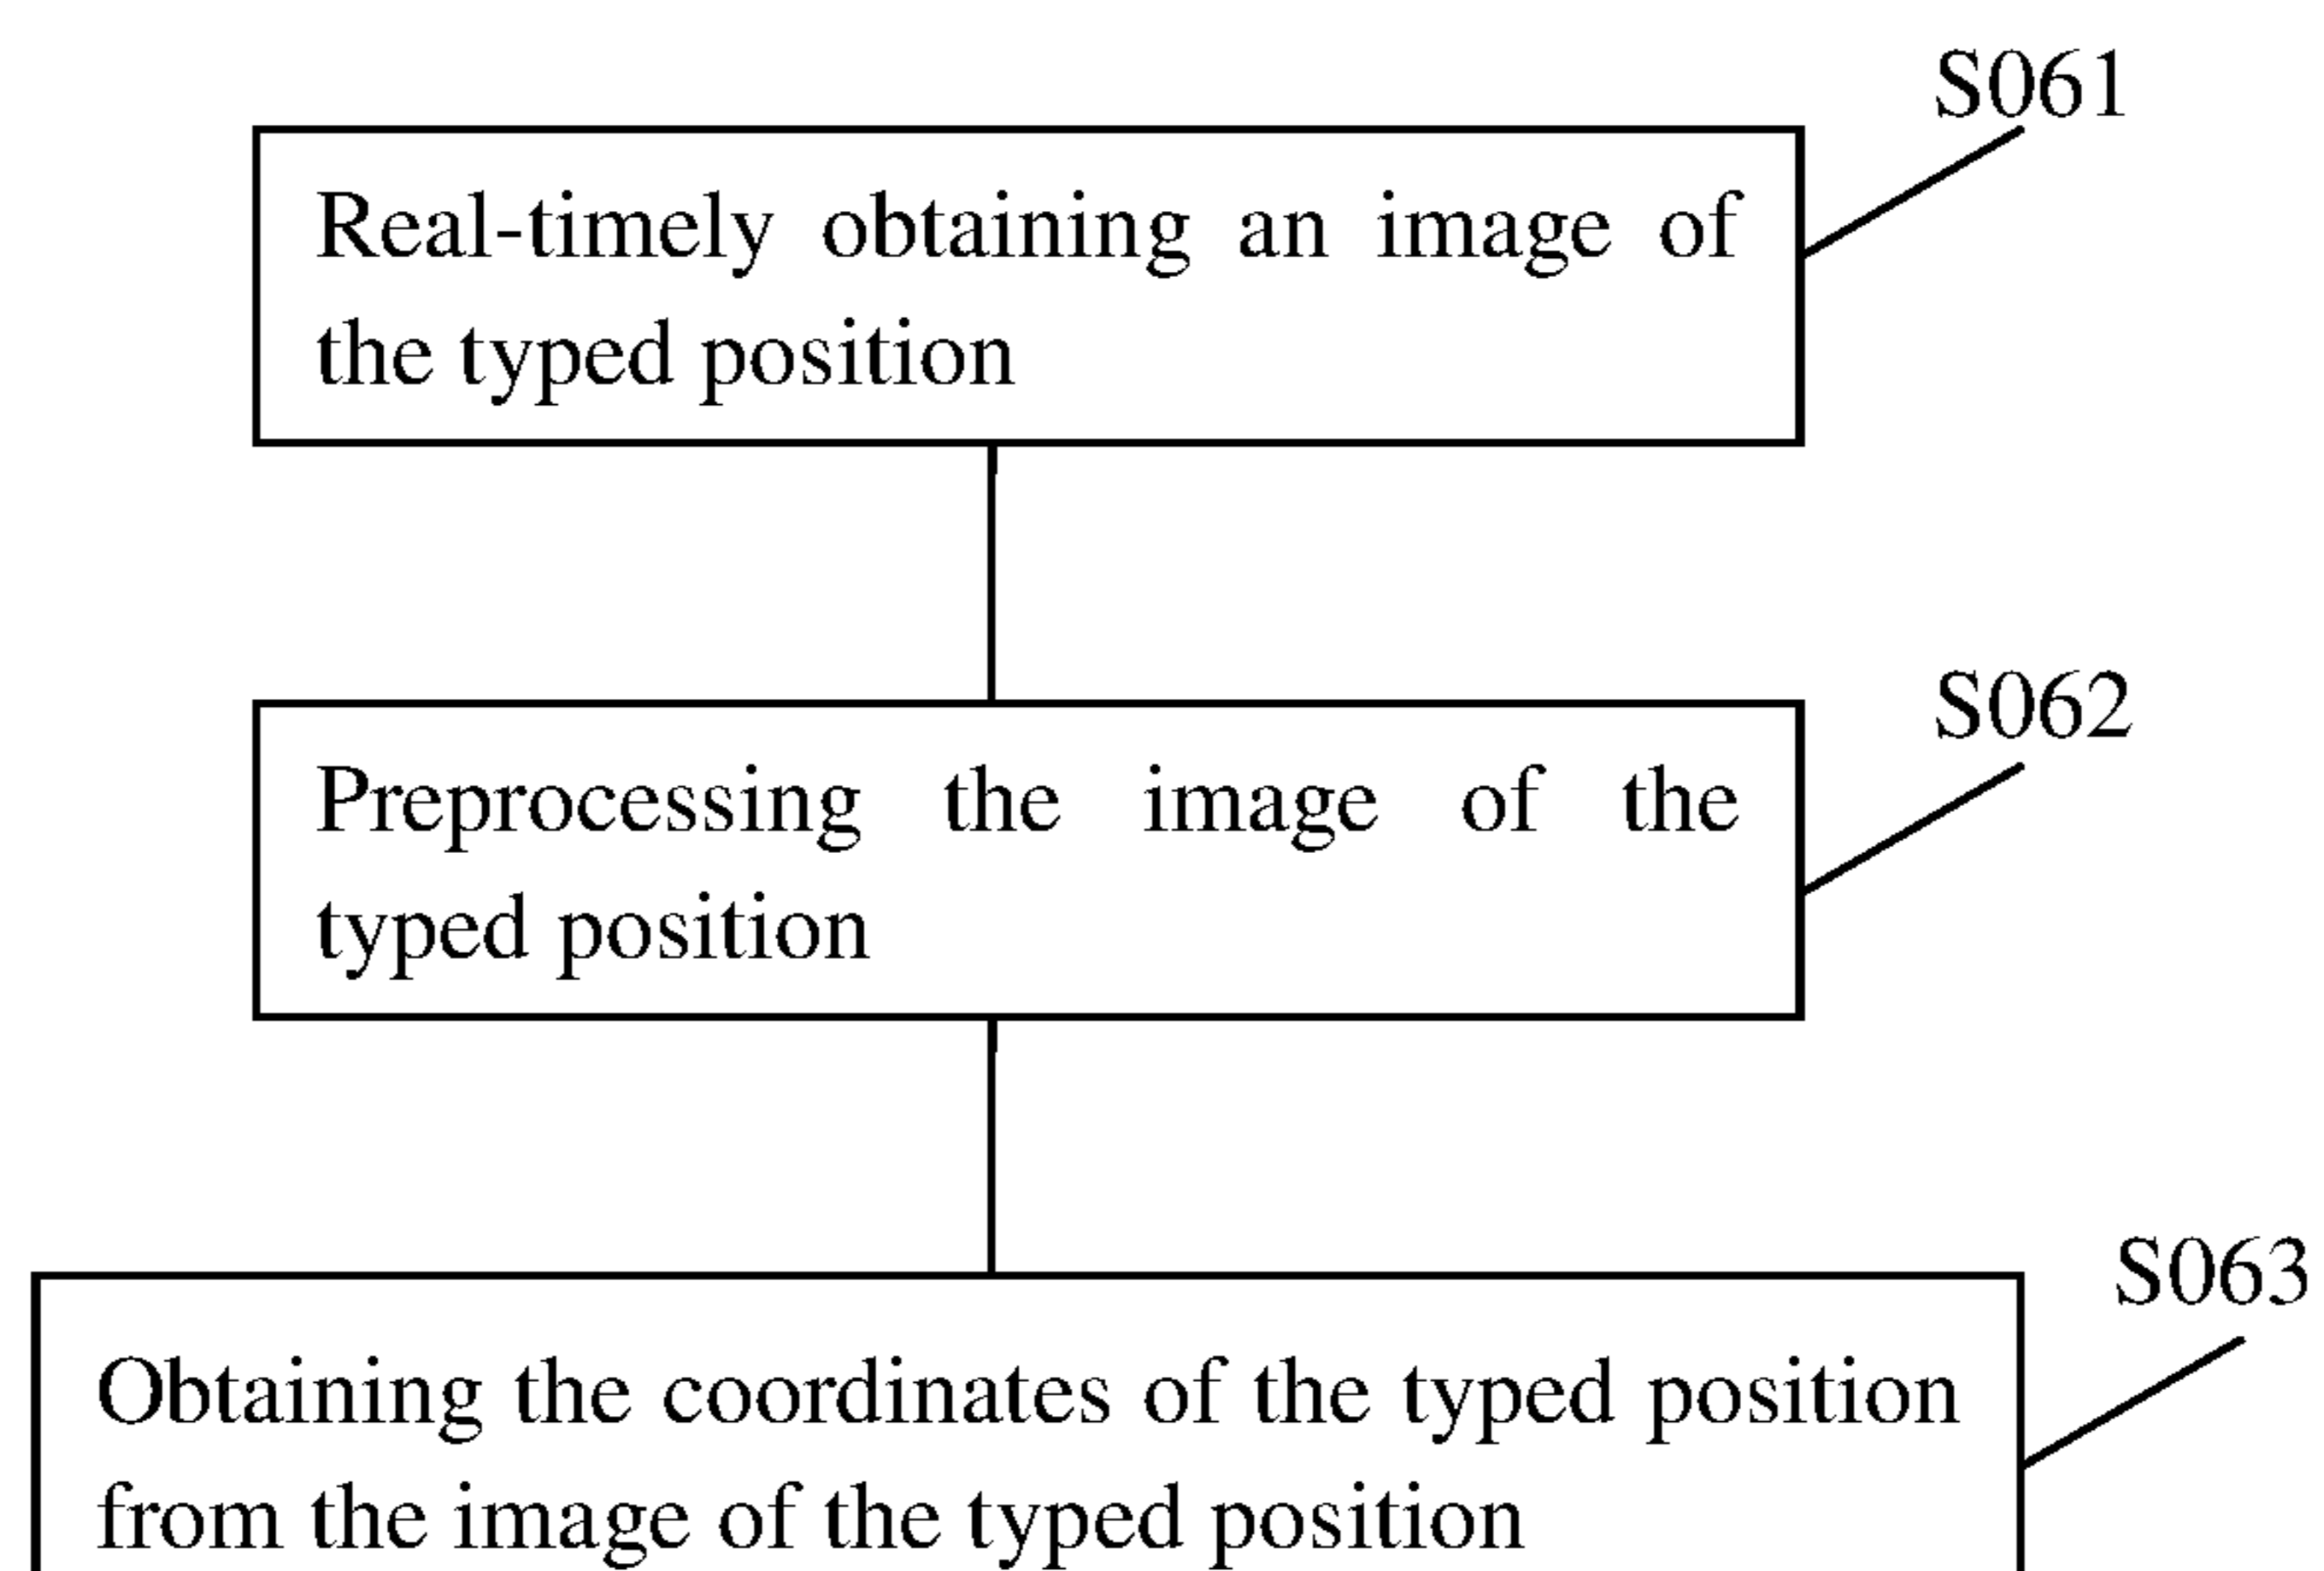 S061
Real-timely obtaining an image of
the typed position
S062
Preprocessing the image of the
typed position
S063
Obtaining the coordinates of the typed position
from the image of the typed position